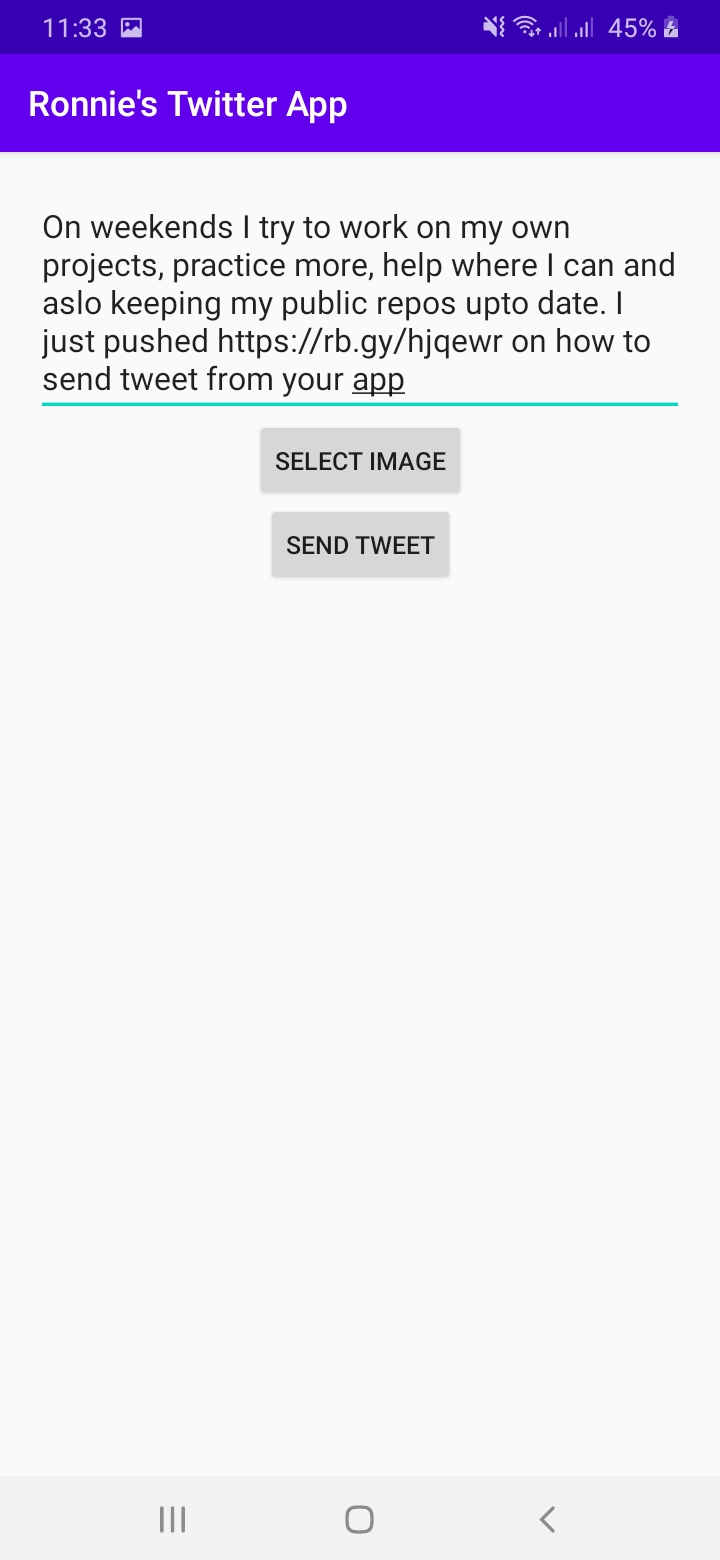 11:33
45%
Ronnie's Twitter App
On weekends I try to work on my own
projects, practice more, help where I can and
aslo keeping my public repos upto date. I
just pushed https://rb.gy/hjqewr on how to
send tweet from your app
SELECT IMAGE
SEND TWEET